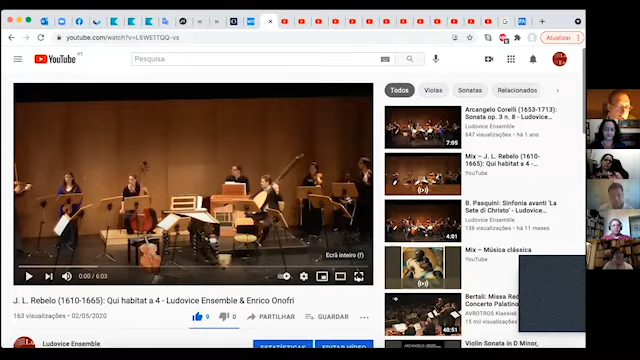 youtube.com/watch?v=L5WE1TQQ-vs
Atualizar
YouTube PT
Pesquisa
Todos
Violas
Sonatas
Relacionados
Arcangelo Corelli (1653-1713):
Sonata op. 3 n. 8 - Ludovice...
Ludovice Ensemble
647 visualizações • há 1 ano
7:05
Mix – J. L. Rebelo (1610-
1665): Qui habitat a 4 - ...
YouTube
B. Pasquini: Sinfonia avanti 'La
Sete di Christo' - Ludovice...
Ludovice Ensemble
136 visualizações • há 11 meses
4:01
Mix – Música clássica
YouTube
Bertali: Missa Re
Concerto Palatino
AVROTROS Klassiek
15 mil visualizações
40:51
Violin Sonata in D Minor,
Ecrã inteiro (f)
0:00 / 6:03
J. L. Rebelo (1610-1665): Qui habitat a 4 - Ludovice Ensemble & Enrico Onofri
163 visualizações • 02/05/2020
9
0
PARTILHAR
GUARDAR
Ludovice Ensemble
ESTATÍSTICAS
EDITAR VÍDEO